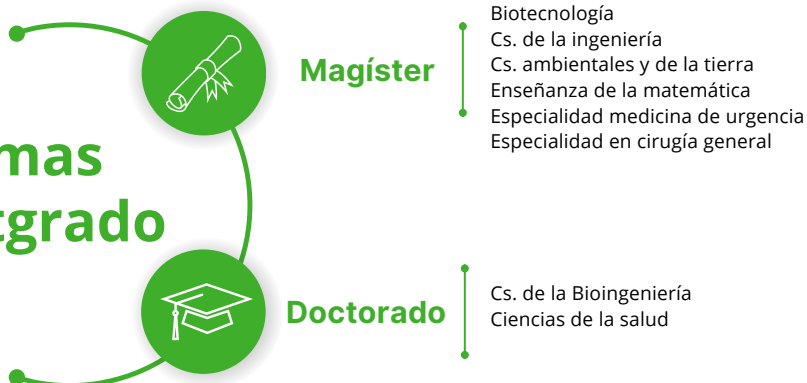 mas
tgrado
Magíster
Biotecnología
Cs. de la ingeniería
Cs. ambientales y de la tierra
Enseñanza de la matemática
Especialidad medicina de urgencia
Especialidad en cirugía general
Doctorado
Cs. de la Bioingeniería
Ciencias de la salud